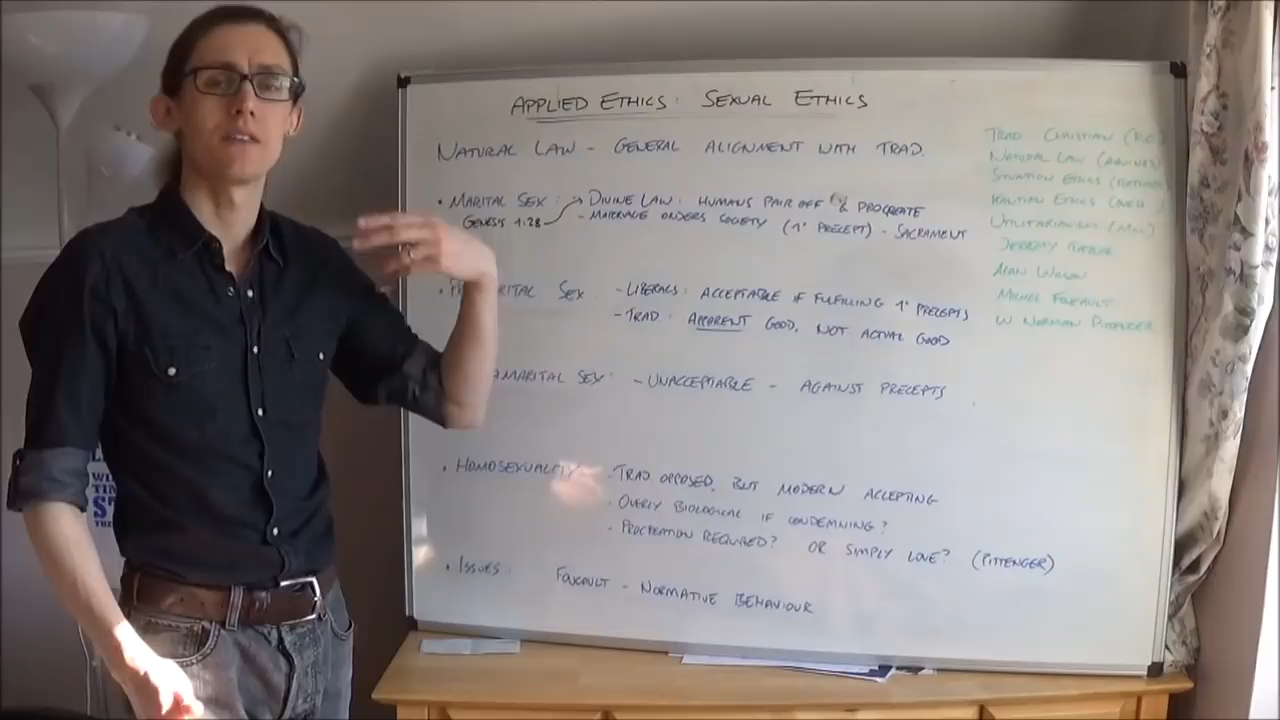 APPLIED ETHICS: SEXUAL ETHICS
NATURAL LAW - GENERAL ALIGNMENT WITH TRAD.
• MARITAL SEX: - DIVINE LAW: HUMANS PAIR OFF & PROCREATE
GENESIS 1:28 - MARRIAGE ORDERS SOCIETY (1° PRECEPT) - SACRAMENT
RITAL SEX: - LIBERALS: ACCEPTABLE IF FULFILLING 1° PRECEPTS
- TRAD: APPARENT GOOD, NOT ACTUAL GOOD
AMARITAL SEX: - UNACCEPTABLE - AGAINST PRECEPTS
• HOMOSEXUALITY - TRAD OPPOSED, BUT MODERN ACCEPTING
- OVERLY BIOLOGICAL IF CONDEMNING?
- PROCREATION REQUIRED? OR SIMPLY LOVE? (PITTENGER)
• ISSUES: FOUCAULT - NORMATIVE BEHAVIOUR
TRAD CHRISTIAN (RC)
NATURAL LAW (AQUINAS)
SITUATION ETHICS
KANTIAN ETHICS
UTILITARIANISM (MILL)
JEREMY
ALAN WILSON
MICHEL FOUCAULT
W. NORMAN PITTENGER